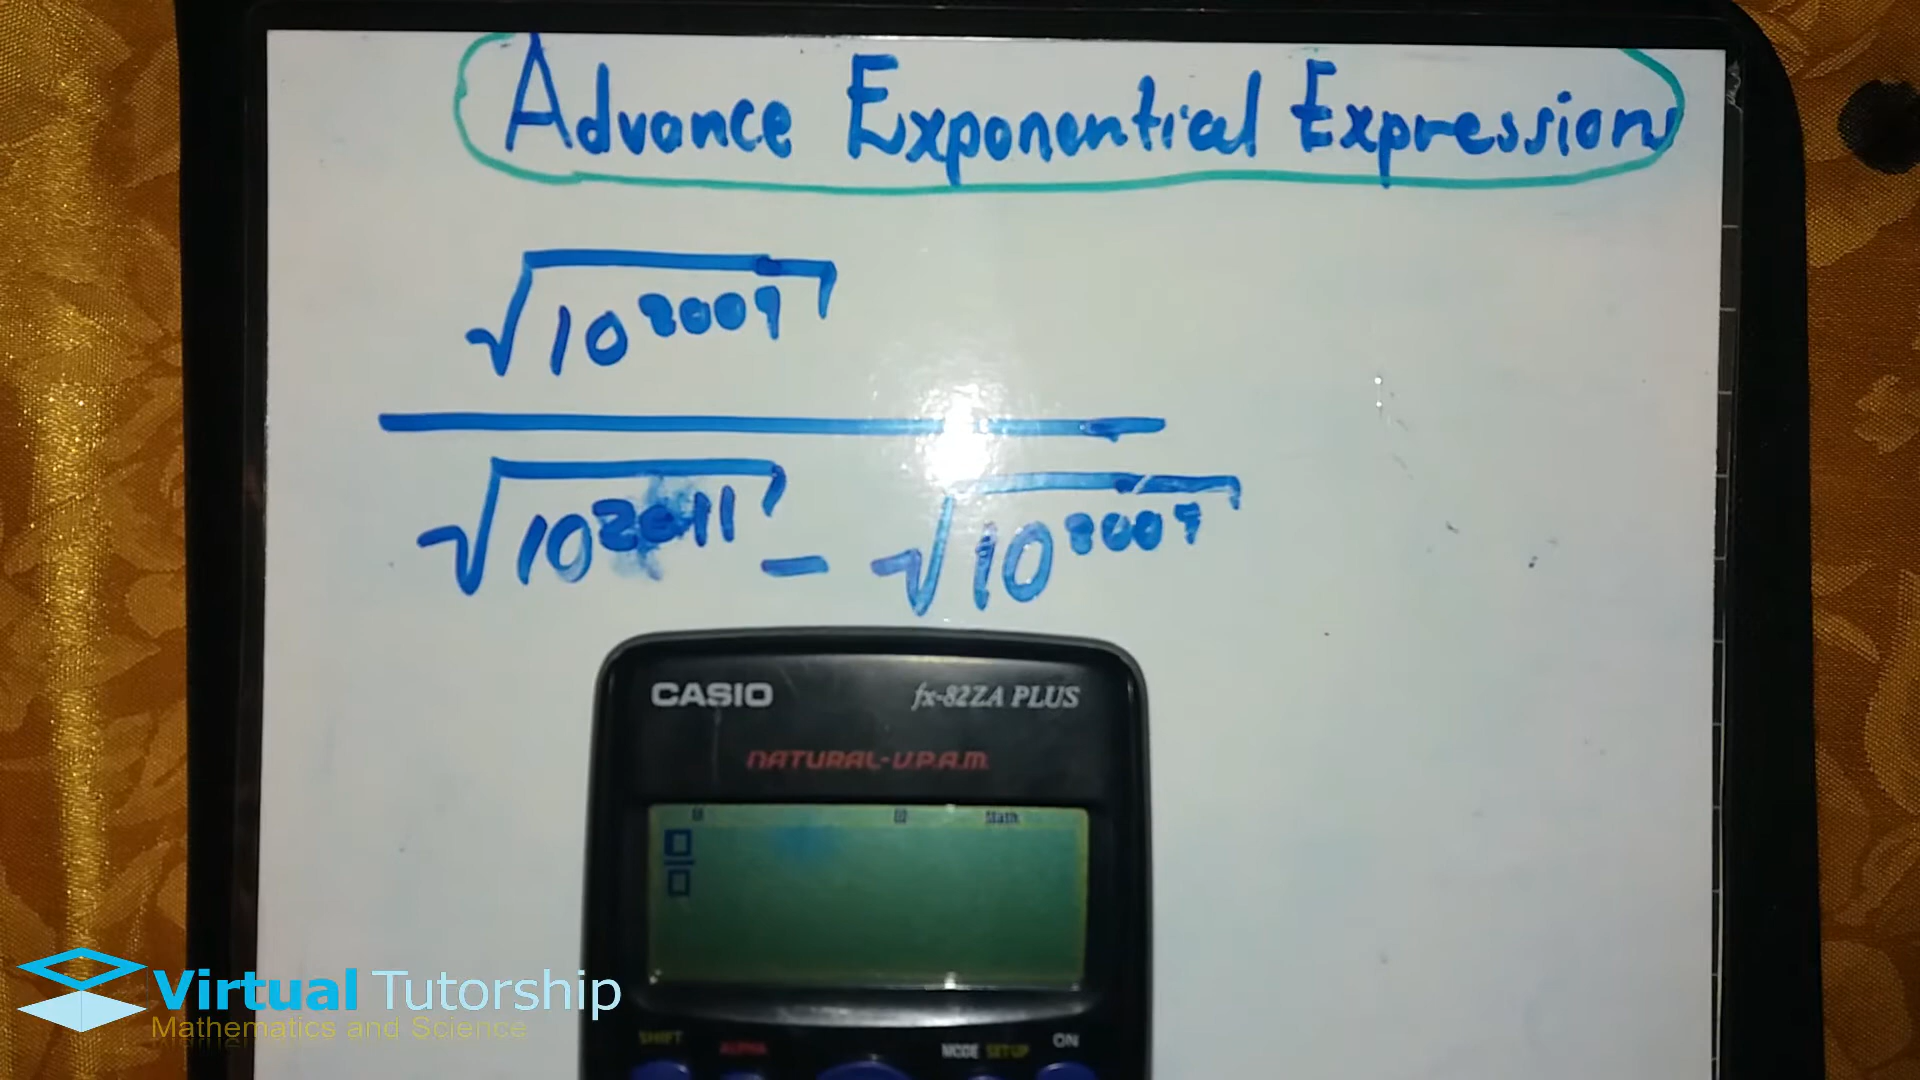 Advance Exponential Expressions
√10^2009
√10^2011 - √10^2007
CASIO fx-82ZA PLUS
NATURAL-V.P.A.M.
D Math
Virtual Tutorship
Mathematics and Science
SHIFT ALPHA MODE SETUP ON